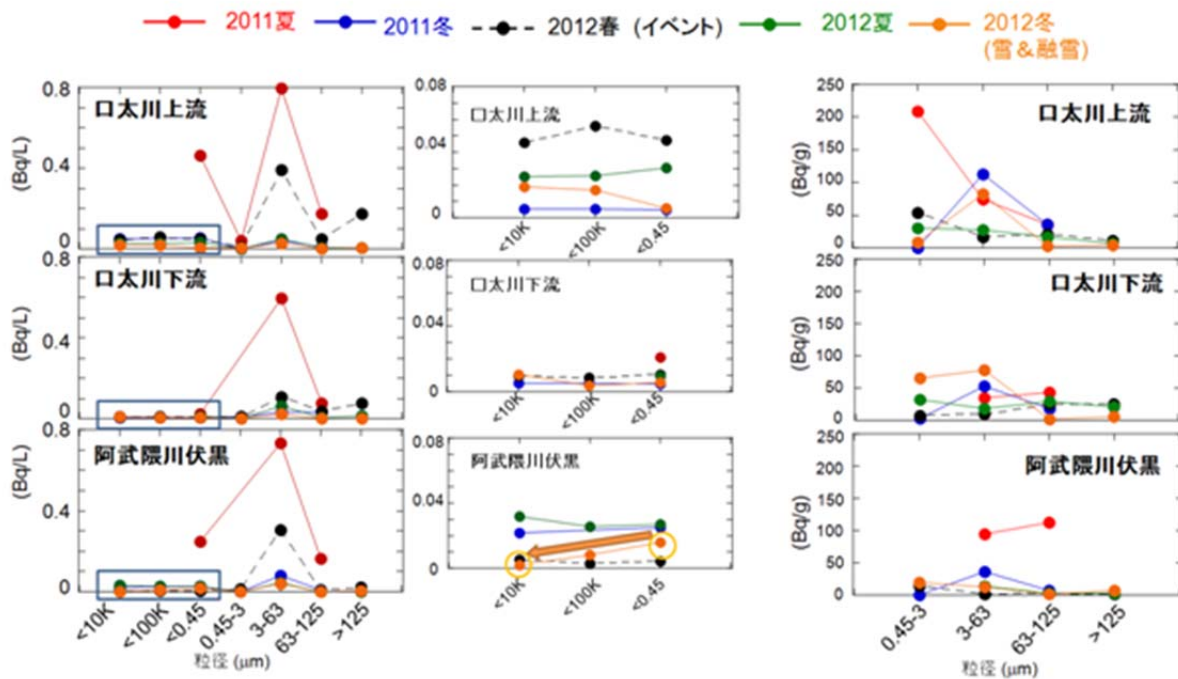 2011夏
2011冬
2012春 (イベント)
2012夏
2012冬
(雪＆融雪)
口太川上流
(Bq/L)
0.8
0.4
0
口太川上流
0.08
0.04
0
<10K
<100K
<0.45
口太川上流
(Bq/g)
250
200
150
100
50
0
口太川下流
(Bq/L)
0.8
0.4
0
口太川下流
0.08
0.04
0
<10K
<100K
<0.45
口太川下流
(Bq/g)
250
200
150
100
50
0
阿武隈川伏黒
(Bq/L)
0.8
0.4
0
<10K
<100K
<0.45
0.45-3
3-63
63-125
>125
粒径 (μm)
阿武隈川伏黒
0.08
0.04
0
<10K
<100K
<0.45
阿武隈川伏黒
(Bq/g)
250
200
150
100
50
0
0.45-3
3-63
63-125
>125
粒径 (μm)